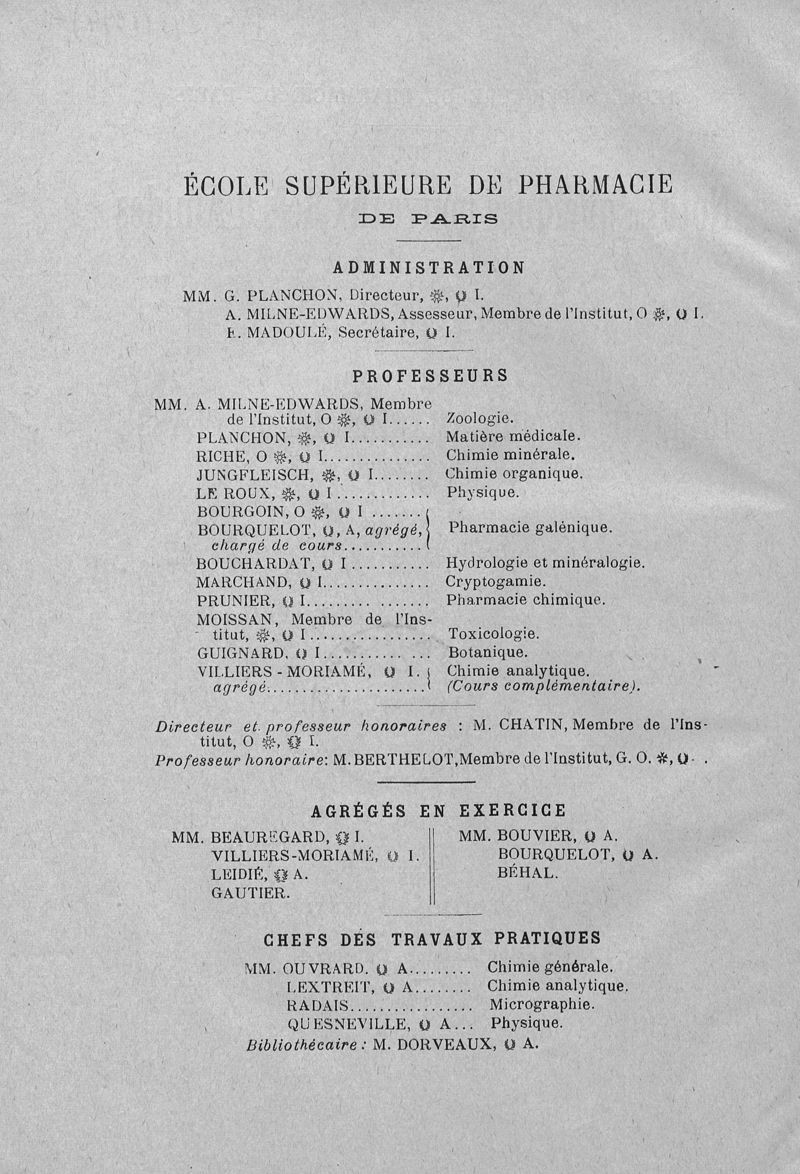 ÉCOLE SUPÉRIEURE DE PHARMACIE
DE PARIS
ADMINISTRATION
MM. G. PLANCHON, Directeur, ❋, ⚘ I.
A. MILNE-EDWARDS, Assesseur, Membre de l'Institut, O ❋, ⚘ I.
E. MADOULÉ, Secrétaire, ⚘ I.
PROFESSEURS
MM. A. MILNE-EDWARDS, Membre
de l'Institut, O ❋, ⚘ I...... Zoologie.
PLANCHON, ❋, ⚘ I........... Matière médicale.
RICHE, O ❋, ⚘ I............... Chimie minérale.
JUNGFLEISCH, ❋, ⚘ I........ Chimie organique.
LE ROUX, ❋, ⚘ I ............. Physique.
BOURGOIN, O ❋, ⚘ I .......
BOURQUELOT, ⚘, A, agrégé, Pharmacie galénique.
chargé de cours...........
BOUCHARDAT, ⚘ I ........... Hydrologie et minéralogie.
MARCHAND, ⚘ I............... Cryptogamie.
PRUNIER, ⚘ I......... ....... Pharmacie chimique.
MOISSAN, Membre de l'Ins-
titut, ❋, ⚘ I................. Toxicologie.
GUIGNARD, ⚘ I............ ... Botanique.
VILLIERS - MORIAMÉ, ⚘ I. Chimie analytique.
agrégé...................... (Cours complémentaire).
Directeur et professeur honoraires : M. CHATIN, Membre de l'Ins-
titut, O ❋, ⚘ I.
Professeur honoraire: M. BERTHELOT, Membre de l'Institut, G. O. ❋, ⚘ .
AGRÉGÉS EN EXERCICE
MM. BEAUREGARD, ⚘ I.
VILLIERS-MORIAMÉ, ⚘ I.
LEIDIÉ, ⚘ A.
GAUTIER.
MM. BOUVIER, ⚘ A.
BOURQUELOT, ⚘ A.
BÉHAL.
CHEFS DES TRAVAUX PRATIQUES
MM. OUVRARD. ⚘ A......... Chimie générale.
LEXTREIT, ⚘ A........ Chimie analytique.
RADAIS................. Micrographie.
QUESNEVILLE, ⚘ A... Physique.
Bibliothécaire : M. DORVEAUX, ⚘ A.